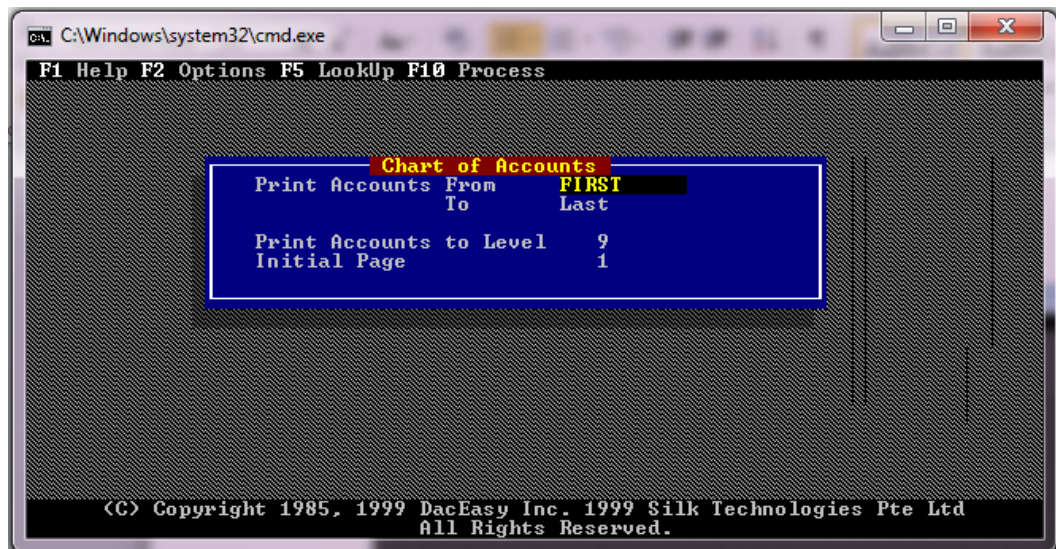 C:\Windows\system32\cmd.exe
F1 Help F2 Options F5 LookUp F10 Process
Chart of Accounts
Print Accounts From FIRST
To Last
Print Accounts to Level 9
Initial Page 1
(C) Copyright 1985, 1999 DacEasy Inc. 1999 Silk Technologies Pte Ltd
All Rights Reserved.